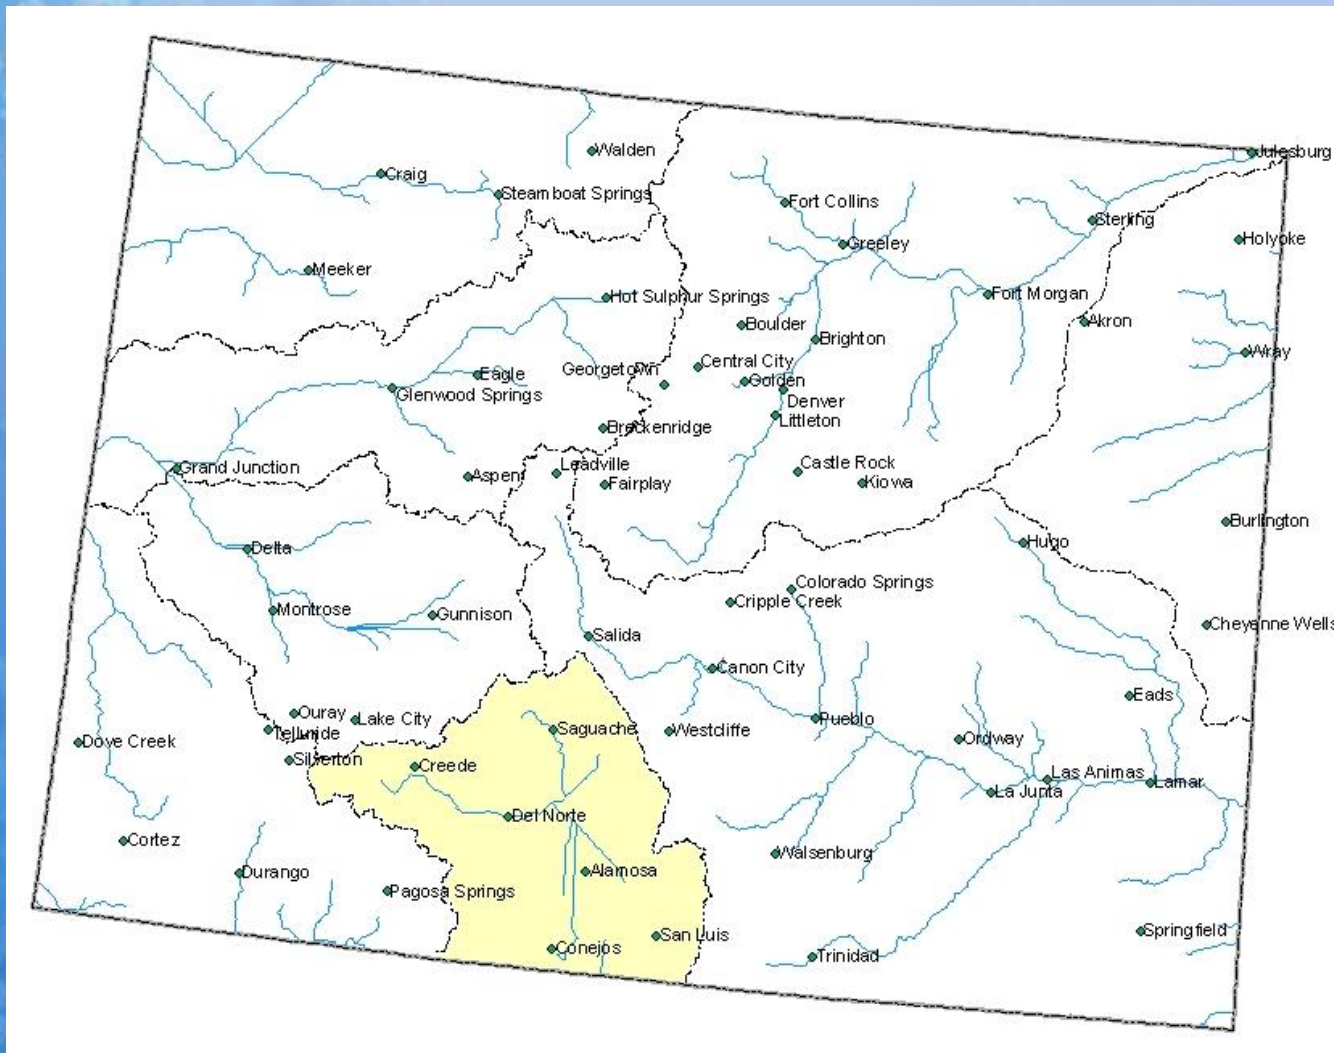 Julesburg
Walden
Craig
Steamboat Springs
Fort Collins
Sterling
Greeley
Holyoke
Meeker
Hot Sulphur Springs
Fort Morgan
Boulder
Akron
Brighton
Wray
Georgetown
Central City
Eagle
Golden
Glenwood Springs
Denver
Littleton
Breckenridge
Grand Junction
Aspen
Leadville
Castle Rock
Fairplay
Kiowa
Burlington
Delta
Hugo
Colorado Springs
Cripple Creek
Montrose
Gunnison
Salida
Cheyenne Wells
Canon City
Eads
Ouray
Lake City
Pueblo
Telluride
Saguache
Westcliffe
Ordway
Dove Creek
Silverton
Creede
Las Animas
Lamar
La Junta
Del Norte
Cortez
Walsenburg
Durango
Alamosa
Pagosa Springs
San Luis
Springfield
Conejos
Trinidad